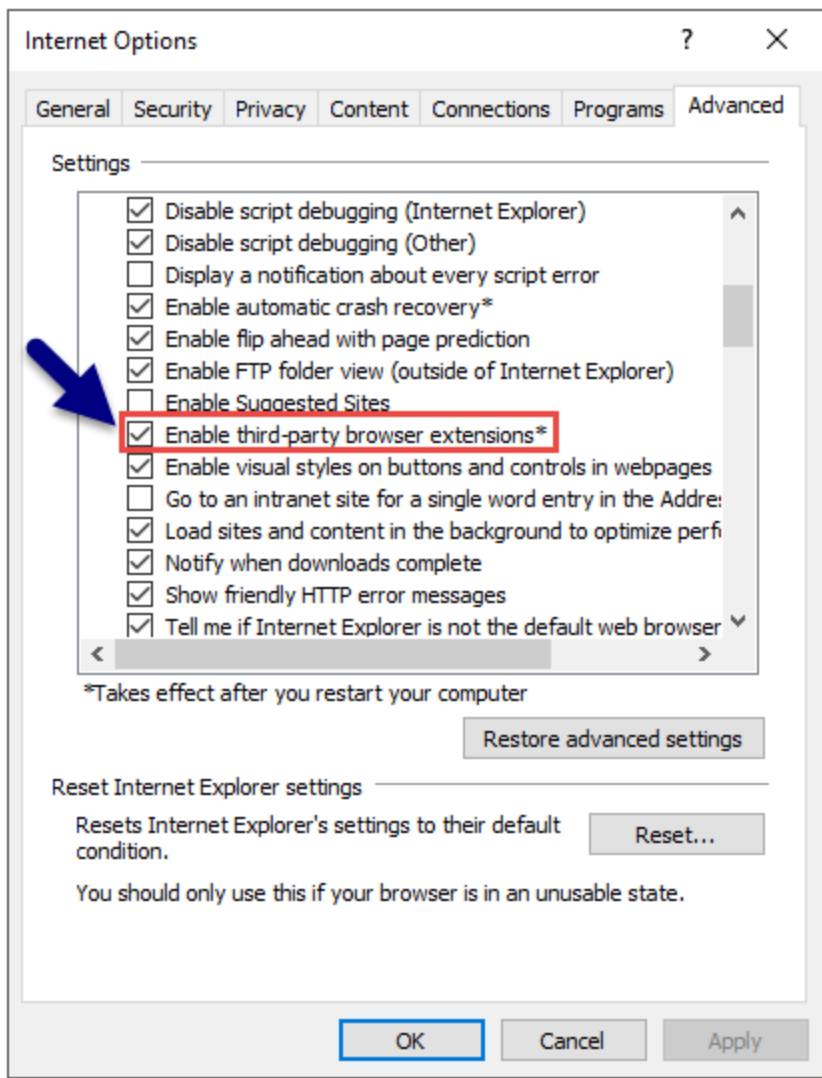 Internet Options
?
General Security Privacy Content Connections Programs Advanced
Settings
Disable script debugging (Internet Explorer)
Disable script debugging (Other)
Display a notification about every script error
Enable automatic crash recovery*
Enable flip ahead with page prediction
Enable FTP folder view (outside of Internet Explorer)
Enable Suggested Sites
Enable third-party browser extensions*
Enable visual styles on buttons and controls in webpages
Go to an intranet site for a single word entry in the
Load sites and content in the background to optimize
Notify when downloads complete
Show friendly HTTP error messages
Tell me if Internet Explorer is not the default web browser
*Takes effect after you restart your computer
Restore advanced settings
Reset Internet Explorer settings
Resets Internet Explorer's settings to their default
condition.
Reset...
You should only use this if your browser is in an unusable state.
OK Cancel Apply